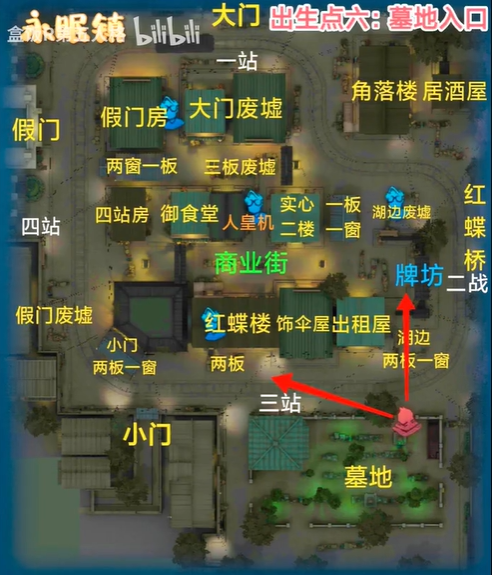 大门 出生点六：墓地入口
永眠镇
bilibili
一站
角落楼 居酒屋
假门
假门房
大门废墟
两窗一板
三板废墟
红蝶桥
四站房
御食堂
人皇机
实心 一板
二楼 一窗
湖边废墟
四站
商业街
牌坊
二战
假门废墟
红蝶楼
饰伞屋
出租屋
小门
两板一窗
两板
湖边
两板一窗
三站
小门
墓地